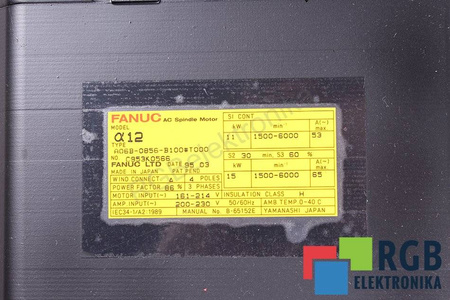 FANUC AC Spindle Motor
MODEL α12
TYPE A06B-0856-B100#T000
NO C953K0566
FANUC LTD DATE 95.03
MADE IN JAPAN PAT PEND
WIND CONNECT △ 4 POLES
POWER FACTOR 86 % 3 PHASES
MOTOR INPUT(~) 161-214 V
AMP INPUT(~) 200-230 V
IEC34-1/A2:1989
S1 CONT
kW min⁻¹ A(~)
11 1500-6000 53
S2 30 min S3 60 %
kW min⁻¹ A(~)
15 1500-6000 65
INSULATION CLASS H
50/60Hz AMB TEMP 0-40 C
MANUAL No B-65152E YAMANASHI JAPAN
RGB
ELEKTRONIKA